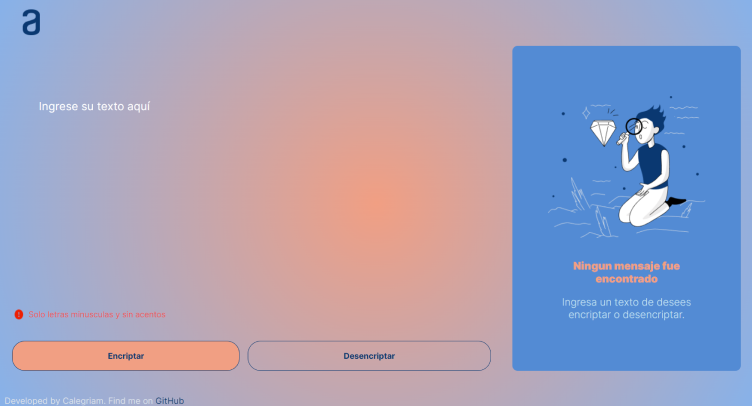 a
Ingrese su texto aquí
Solo letras minusculas y sin acentos
Encriptar
Desencriptar
Ningun mensaje fue
encontrado
Ingresa un texto de desees
encriptar o desencriptar.
Developed by Calegriam. Find me on GitHub